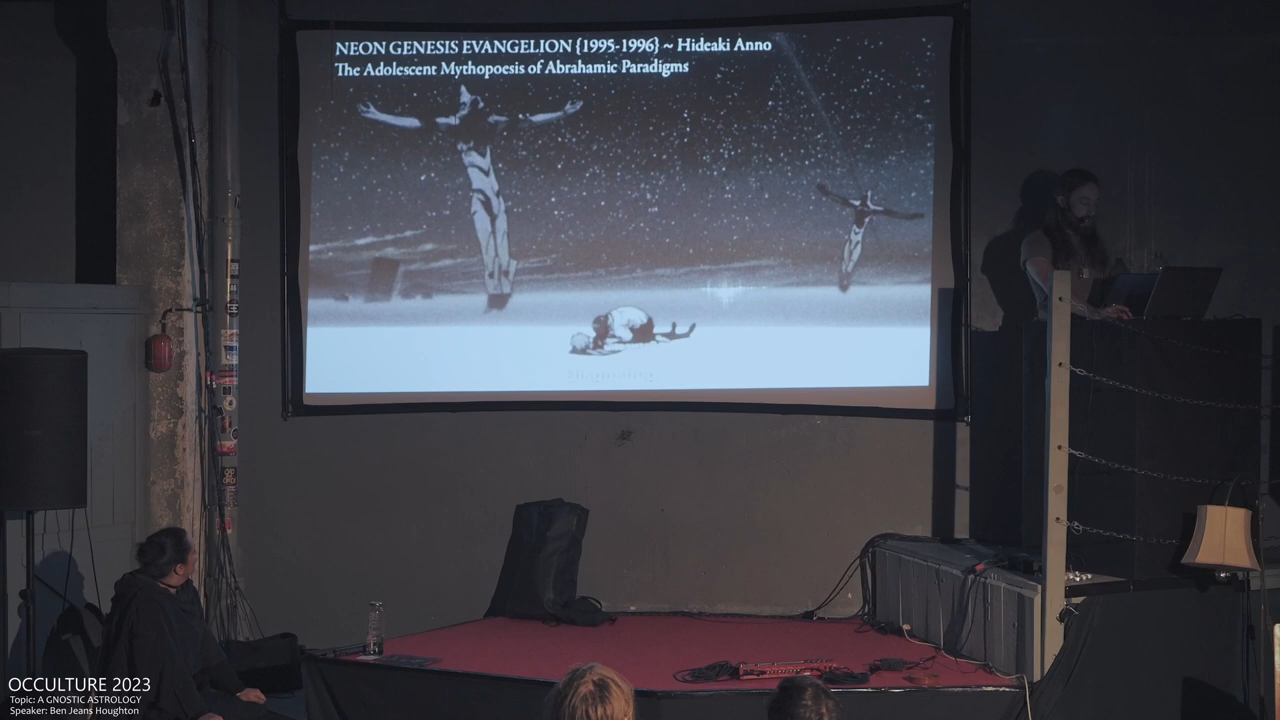 NEON GENESIS EVANGELION {1995-1996} ~ Hideaki Anno
The Adolescent Mythopoesis of Abrahamic Paradigms
OCCULTURE 2023
Topic: A GNOSTIC ASTROLOGY
Speaker: Ben Jeans Houghton